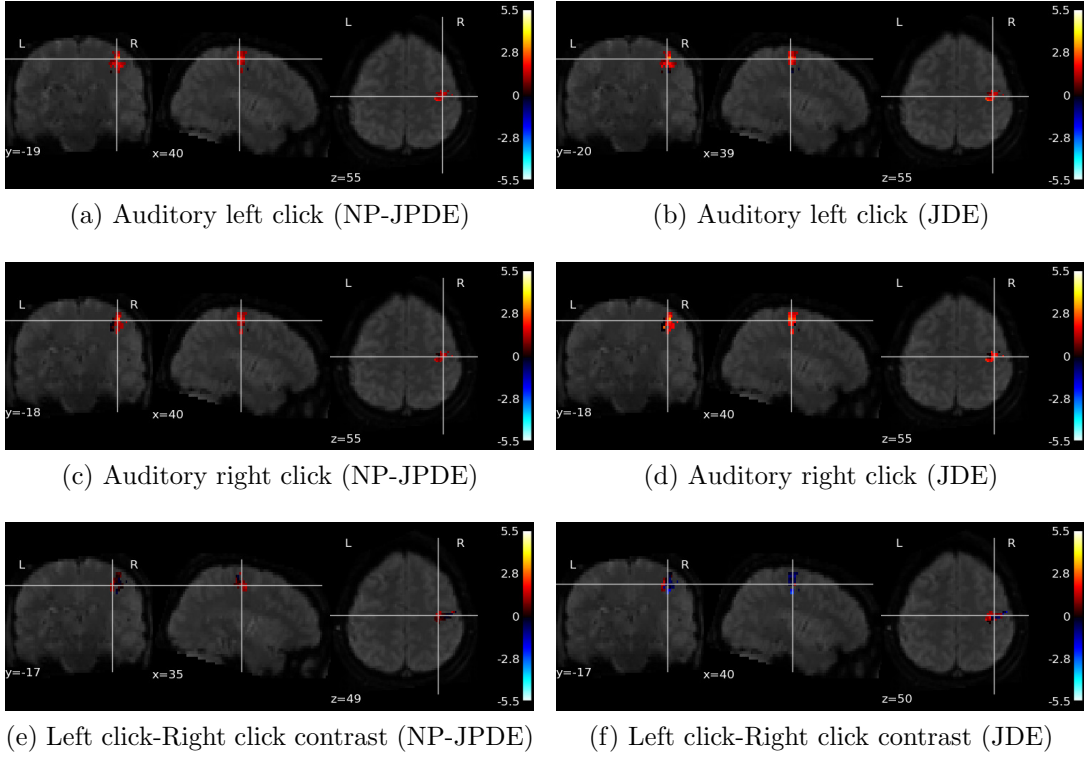 L R L R 5.5
2.8
0
-2.8
y=-19 x=40
z=55 -5.5
(a) Auditory left click (NP-JPDE)
L R L R 5.5
2.8
0
-2.8
y=-20 x=39
z=55 -5.5
(b) Auditory left click (JDE)
L R L R 5.5
2.8
0
-2.8
y=-18 x=40
z=55 -5.5
(c) Auditory right click (NP-JPDE)
L R L R 5.5
2.8
0
-2.8
y=-18 x=40
z=55 -5.5
(d) Auditory right click (JDE)
L R L R 5.5
2.8
0
-2.8
y=-17 x=35
z=49 -5.5
(e) Left click-Right click contrast (NP-JPDE)
L R L R 5.5
2.8
0
-2.8
y=-17 x=40
z=50 -5.5
(f) Left click-Right click contrast (JDE)